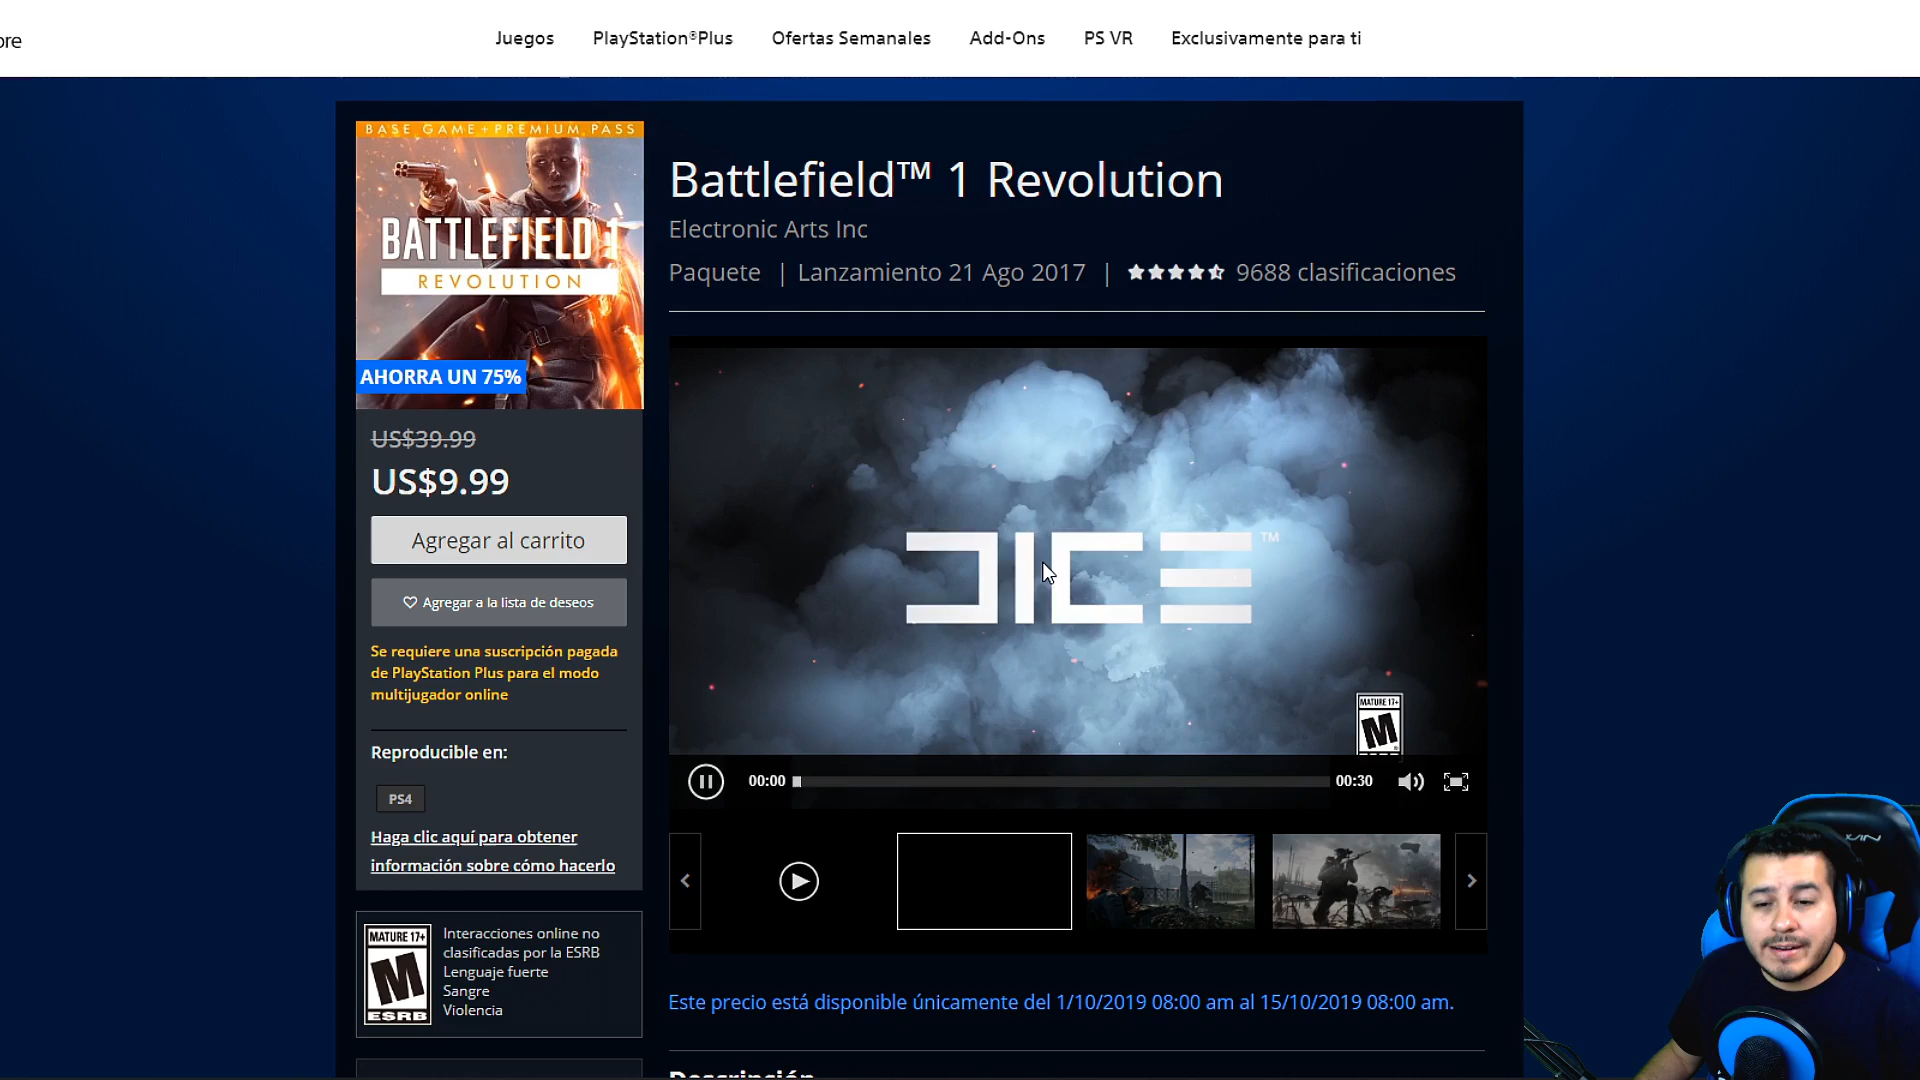 ore
Juegos
PlayStation®Plus
Ofertas Semanales
Add-Ons
PS VR
Exclusivamente para ti
BASE GAME + PREMIUM PASS
BATTLEFIELD 1
REVOLUTION
AHORRA UN 75%
US$39.99
US$9.99
Agregar al carrito
Agregar a la lista de deseos
Se requiere una suscripción pagada
de PlayStation Plus para el modo
multijugador online
Reproducible en:
PS4
Haga clic aquí para obtener
información sobre cómo hacerlo
MATURE 17+
M
ESRB
Interacciones online no
clasificadas por la ESRB
Lenguaje fuerte
Sangre
Violencia
Battlefield™ 1 Revolution
Electronic Arts Inc
Paquete | Lanzamiento 21 Ago 2017 | 9688 clasificaciones
DICE™
MATURE 17+
M
00:00
00:30
Este precio está disponible únicamente del 1/10/2019 08:00 am al 15/10/2019 08:00 am.
Descripción